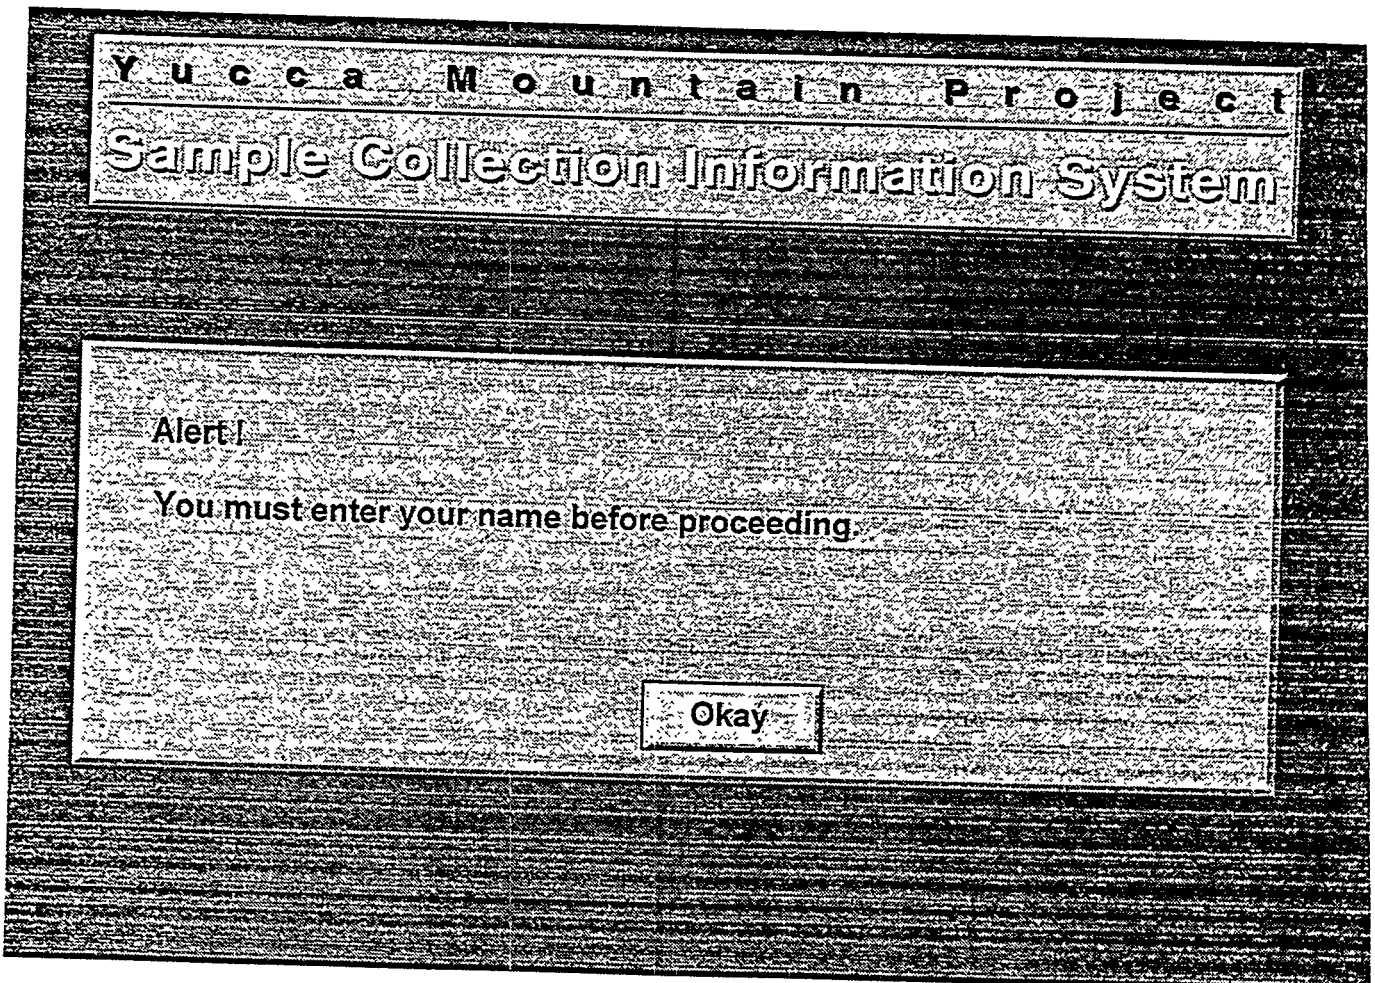 Yucca Mountain Project
Sample Collection Information System
Alert !
You must enter your name before proceeding.
Okay